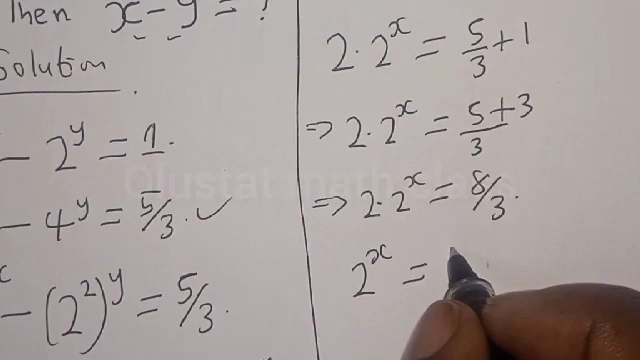 Then x - y = ?
Solution
- 2^y = 1.
- 4^y = 5/3. ✓
- (2^2)^y = 5/3.
2 · 2^x = 5/3 + 1
⇒ 2 · 2^x = (5+3)/3
⇒ 2 · 2^x = 8/3.
2^x =